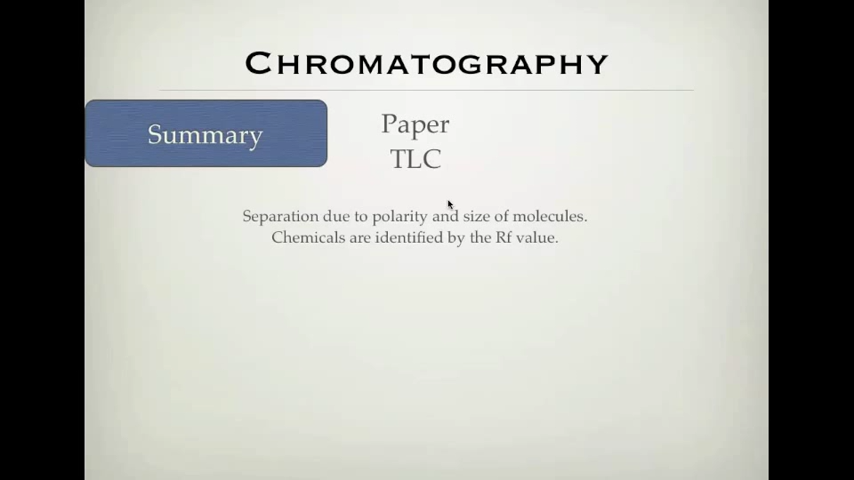 CHROMATOGRAPHY
Summary
Paper
TLC
Separation due to polarity and size of molecules.
Chemicals are identified by the Rf value.